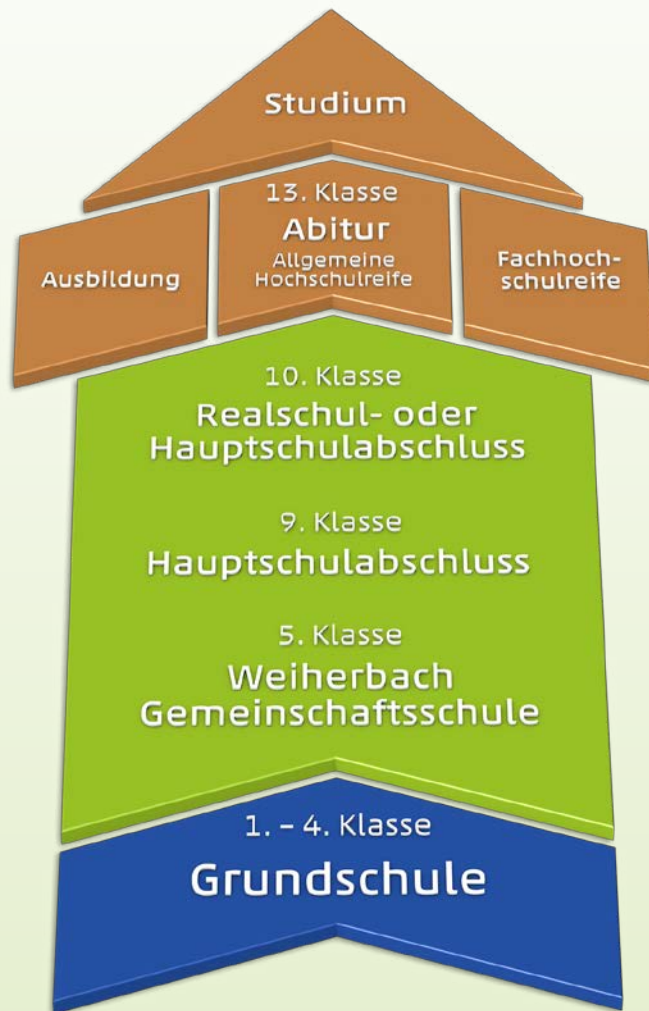 Studium
13. Klasse
Abitur
Allgemeine
Hochschulreife
Ausbildung
Fachhoch-
schulreife
10. Klasse
Realschul- oder
Hauptschulabschluss
9. Klasse
Hauptschulabschluss
5. Klasse
Weiherbach
Gemeinschaftsschule
1. – 4. Klasse
Grundschule